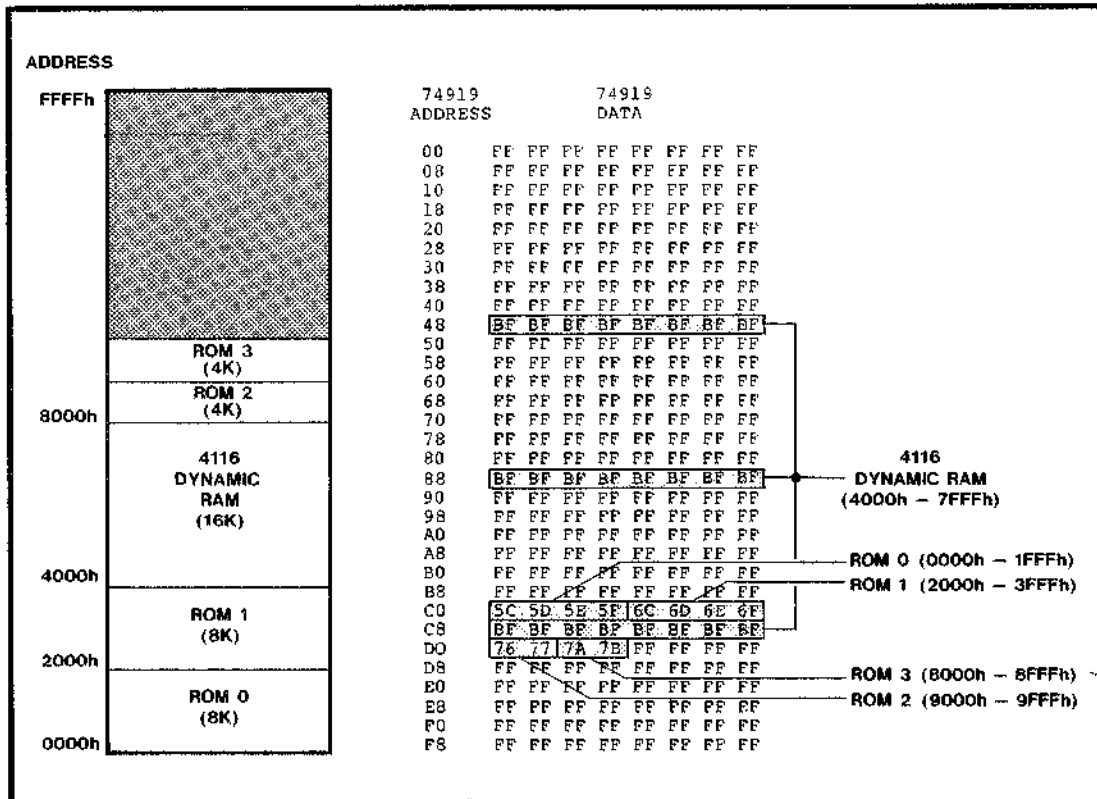 ADDRESS
FFFFh
ROM 3
(4K)
ROM 2
(4K)
8000h
4116
DYNAMIC
RAM
(16K)
4000h
ROM 1
(8K)
2000h
ROM 0
(8K)
0000h
74919 74919
ADDRESS DATA
00 FF FF FF FF FF FF FF FF
08 FF FF FF FF FF FF FF FF
10 FF FF FF FF FF FF FF FF
18 FF FF FF FF FF FF FF FF
20 FF FF FF FF FF FF FF FF
28 FF FF FF FF FF FF FF FF
30 FF FF FF FF FF FF FF FF
38 FF FF FF FF FF FF FF FF
40 FF FF FF FF FF FF FF FF
48 BF BF BF BF BF BF BF BF
50 FF FF FF FF FF FF FF FF
58 FF FF FF FF FF FF FF FF
60 FF FF FF FF FF FF FF FF
68 FF FF FF FF FF FF FF FF
70 FF FF FF FF FF FF FF FF
78 FF FF FF FF FF FF FF FF
80 FF FF FF FF FF FF FF FF
88 BF BF BF BF BF BF BF BF
90 FF FF FF FF FF FF FF FF
98 FF FF FF FF FF FF FF FF
A0 FF FF FF FF FF FF FF FF
A8 FF FF FF FF FF FF FF FF
B0 FF FF FF FF FF FF FF FF
B8 FF FF FF FF FF FF FF FF
C0 5C 5D 5E 5F 6C 6D 6E 6F
C8 BF BF BF BF BF BF BF BF
D0 76 77 7A 7B FF FF FF FF
D8 FF FF FF FF FF FF FF FF
E0 FF FF FF FF FF FF FF FF
E8 FF FF FF FF FF FF FF FF
F0 FF FF FF FF FF FF FF FF
F8 FF FF FF FF FF FF FF FF
4116
DYNAMIC RAM
(4000h – 7FFFh)
ROM 0 (0000h – 1FFFh)
ROM 1 (2000h – 3FFFh)
ROM 3 (8000h – 8FFFh)
ROM 2 (9000h – 9FFFh)